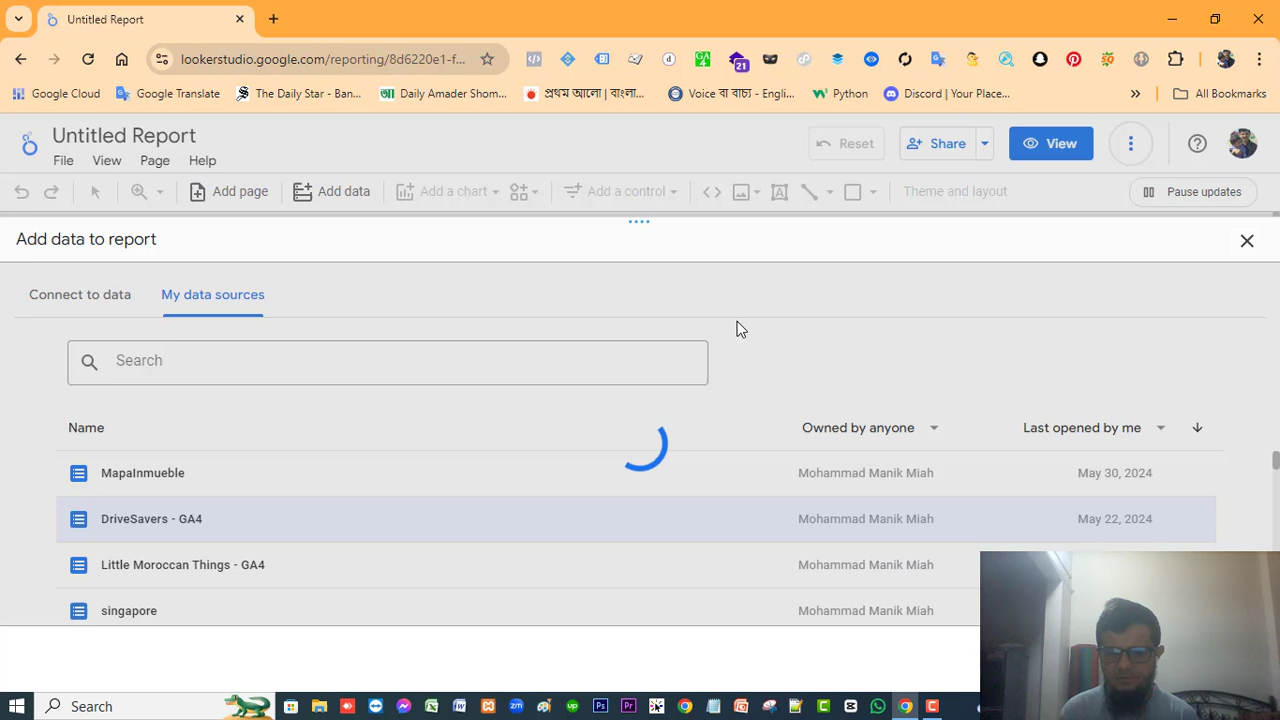 Untitled Report
lookerstudio.google.com/reporting/8d6220e1-f...
GA
4
21
Google Cloud
Google Translate
The Daily Star - Ban...
Daily Amader Shom...
প্রথম আলো | বাংলা...
Voice বা বাচ্য - Engli...
Python
Discord | Your Place...
All Bookmarks
Untitled Report
Reset
Share
View
File View Page Help
Add page
Add data
Add a chart
Add a control
Theme and layout
Pause updates
Add data to report
Connect to data
My data sources
Search
Name Owned by anyone Last opened by me
MapaInmueble Mohammad Manik Miah May 30, 2024
DriveSavers - GA4 Mohammad Manik Miah May 22, 2024
Little Moroccan Things - GA4 Mohammad Manik Miah
singapore Mohammad Manik Miah
Search